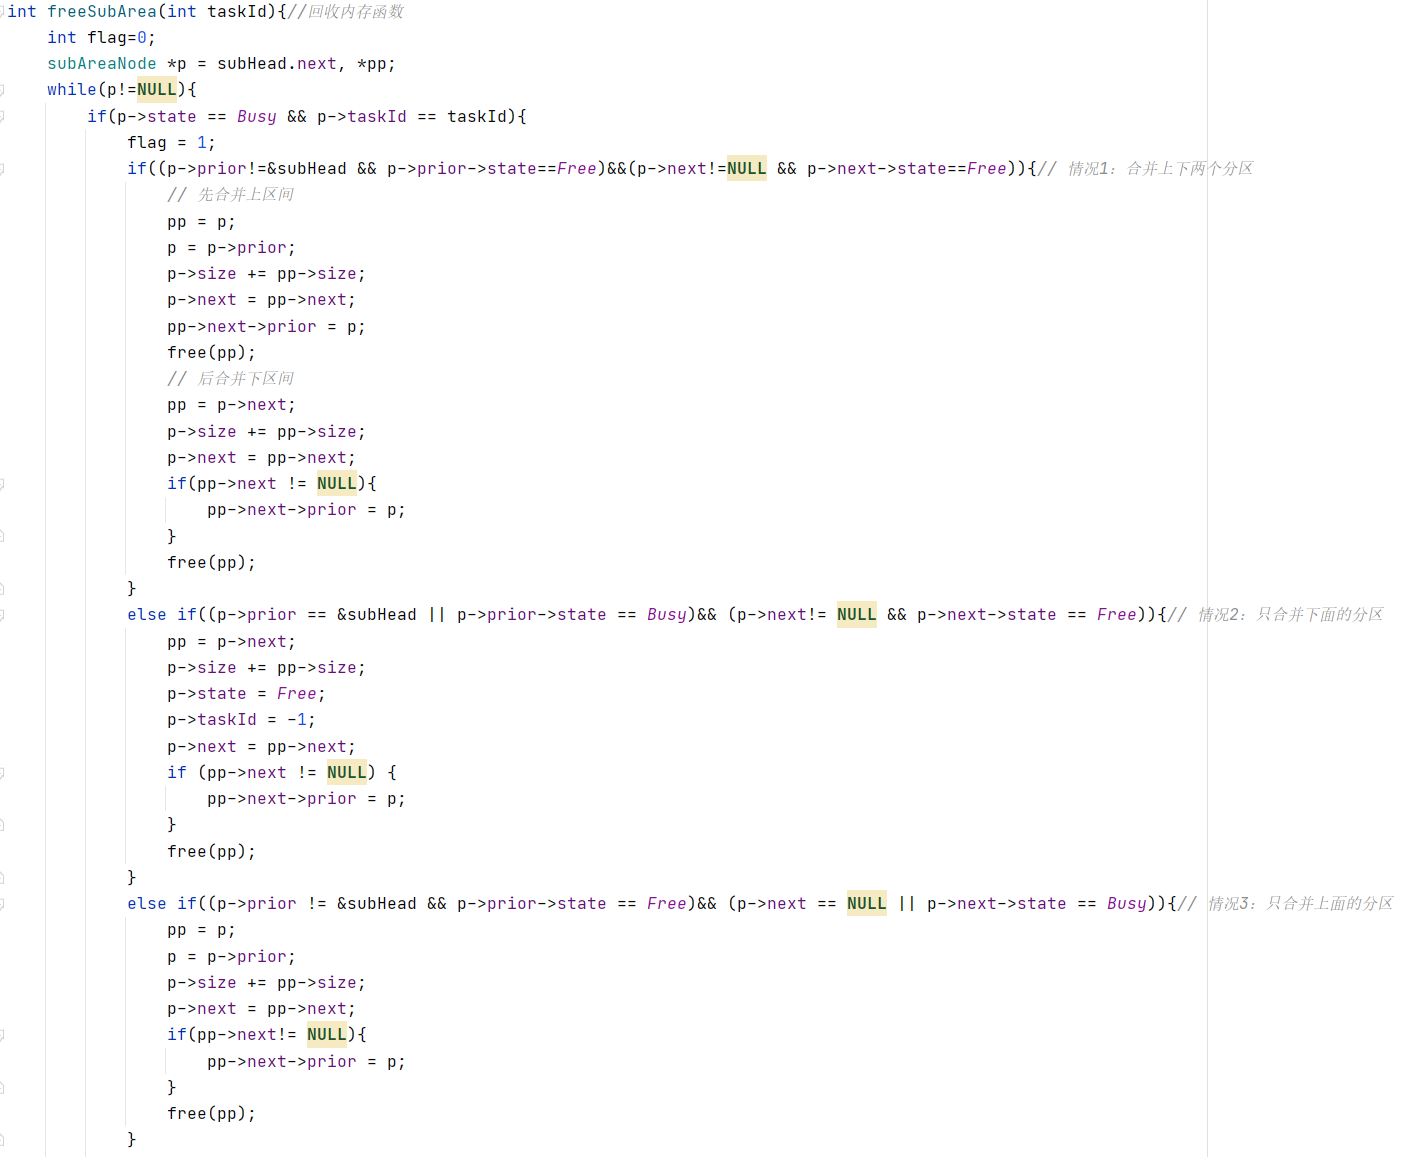 int freeSubArea(int taskId){//回收内存函数
    int flag=0;
    subAreaNode *p = subHead.next, *pp;
    while(p!=NULL){
        if(p->state == Busy && p->taskId == taskId){
            flag = 1;
            if((p->prior!=&subHead && p->prior->state==Free)&&(p->next!=NULL && p->next->state==Free)){// 情况1：合并上下两个分区
                // 先合并上区间
                pp = p;
                p = p->prior;
                p->size += pp->size;
                p->next = pp->next;
                pp->next->prior = p;
                free(pp);
                // 后合并下区间
                pp = p->next;
                p->size += pp->size;
                p->next = pp->next;
                if(pp->next != NULL){
                    pp->next->prior = p;
                }
                free(pp);
            }
            else if((p->prior == &subHead || p->prior->state == Busy)&& (p->next!= NULL && p->next->state == Free)){// 情况2：只合并下面的分区
                pp = p->next;
                p->size += pp->size;
                p->state = Free;
                p->taskId = -1;
                p->next = pp->next;
                if (pp->next != NULL) {
                    pp->next->prior = p;
                }
                free(pp);
            }
            else if((p->prior != &subHead && p->prior->state == Free)&& (p->next == NULL || p->next->state == Busy)){// 情况3：只合并上面的分区
                pp = p;
                p = p->prior;
                p->size += pp->size;
                p->next = pp->next;
                if(pp->next!= NULL){
                    pp->next->prior = p;
                }
                free(pp);
            }